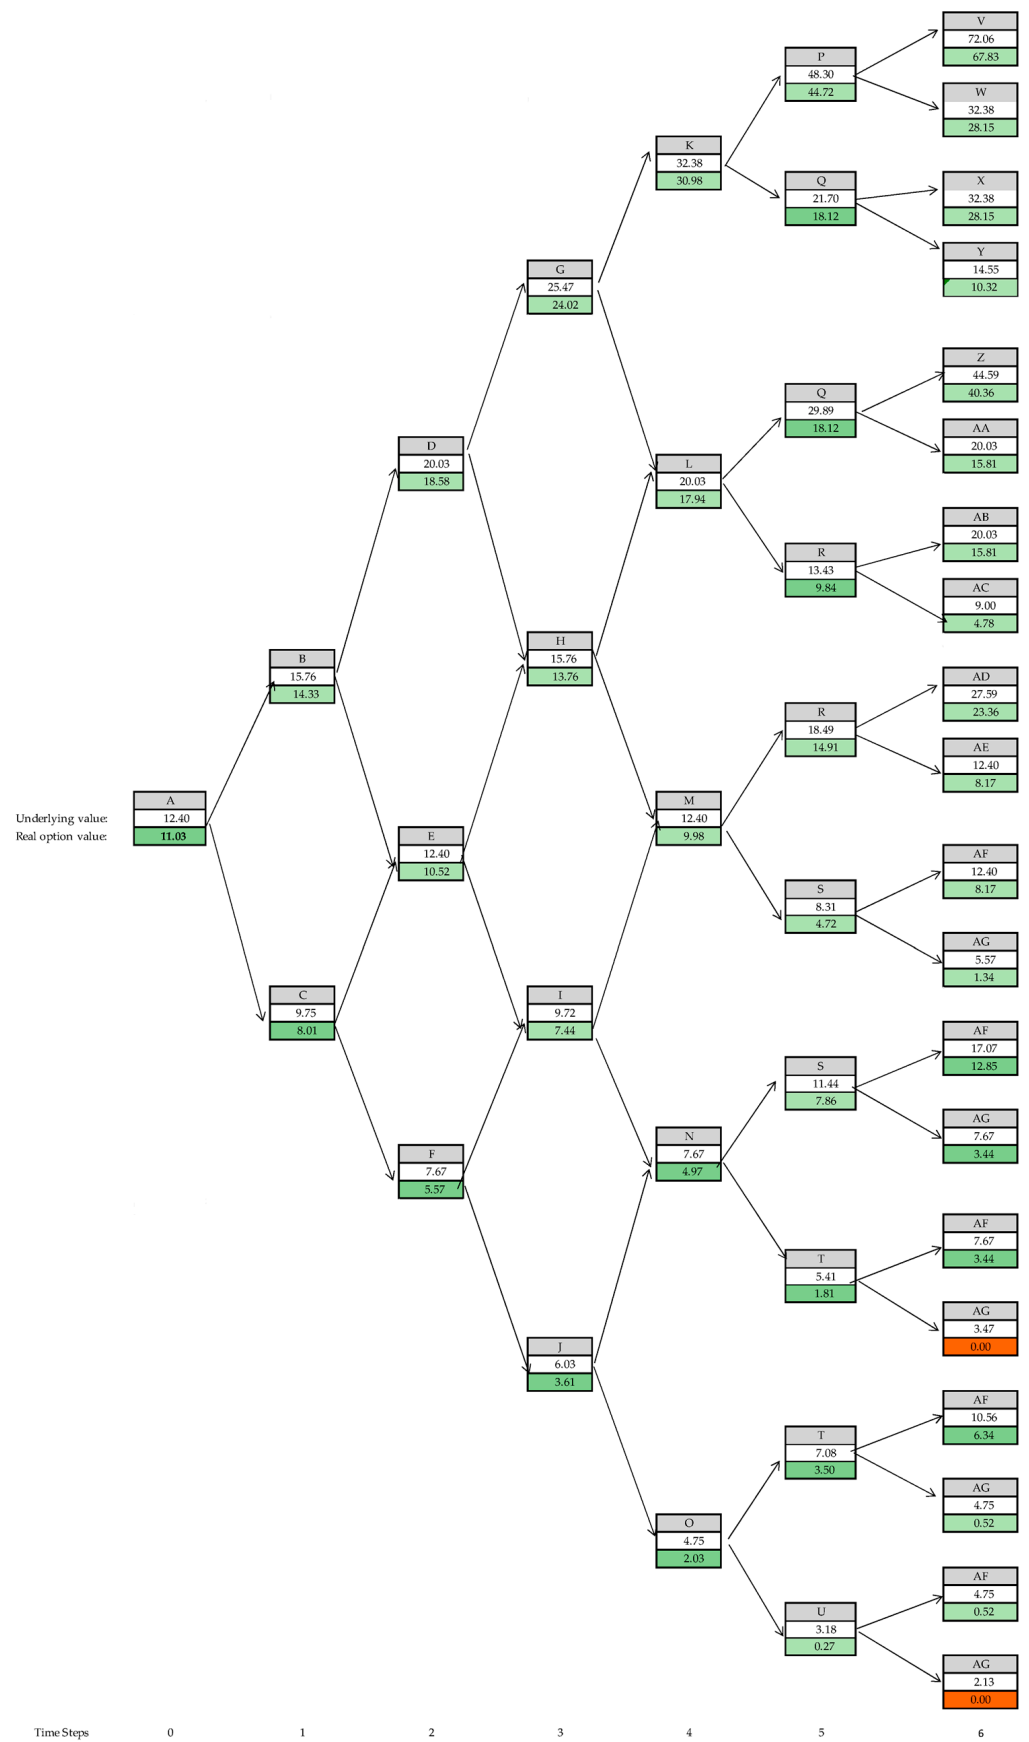 V
72.06
67.83
P
48.30
44.72
W
32.38
28.15
K
32.38
30.98
Q
21.70
18.12
X
32.38
28.15
Y
14.55
10.32
G
25.47
24.02
Z
44.59
40.36
Q
29.89
18.12
AA
20.03
15.81
D
20.03
18.58
L
20.03
17.94
AB
20.03
15.81
R
13.43
9.84
AC
9.00
4.78
B
15.76
14.33
H
15.76
13.76
AD
27.59
23.36
R
18.49
14.91
AE
12.40
8.17
A
Underlying value: 12.40
Real option value: 11.03
M
12.40
9.98
E
12.40
10.52
AF
12.40
8.17
S
8.31
4.72
AG
5.57
1.34
C
9.75
8.01
I
9.72
7.44
AF
17.07
12.85
S
11.44
7.86
AG
7.67
3.44
N
7.67
4.97
F
7.67
5.57
AF
7.67
3.44
T
5.41
1.81
AG
3.47
0.00
J
6.03
3.61
AF
10.56
6.34
T
7.08
3.50
AG
4.75
0.52
O
4.75
2.03
AF
4.75
0.52
U
3.18
0.27
AG
2.13
0.00
Time Steps 0 1 2 3 4 5 6